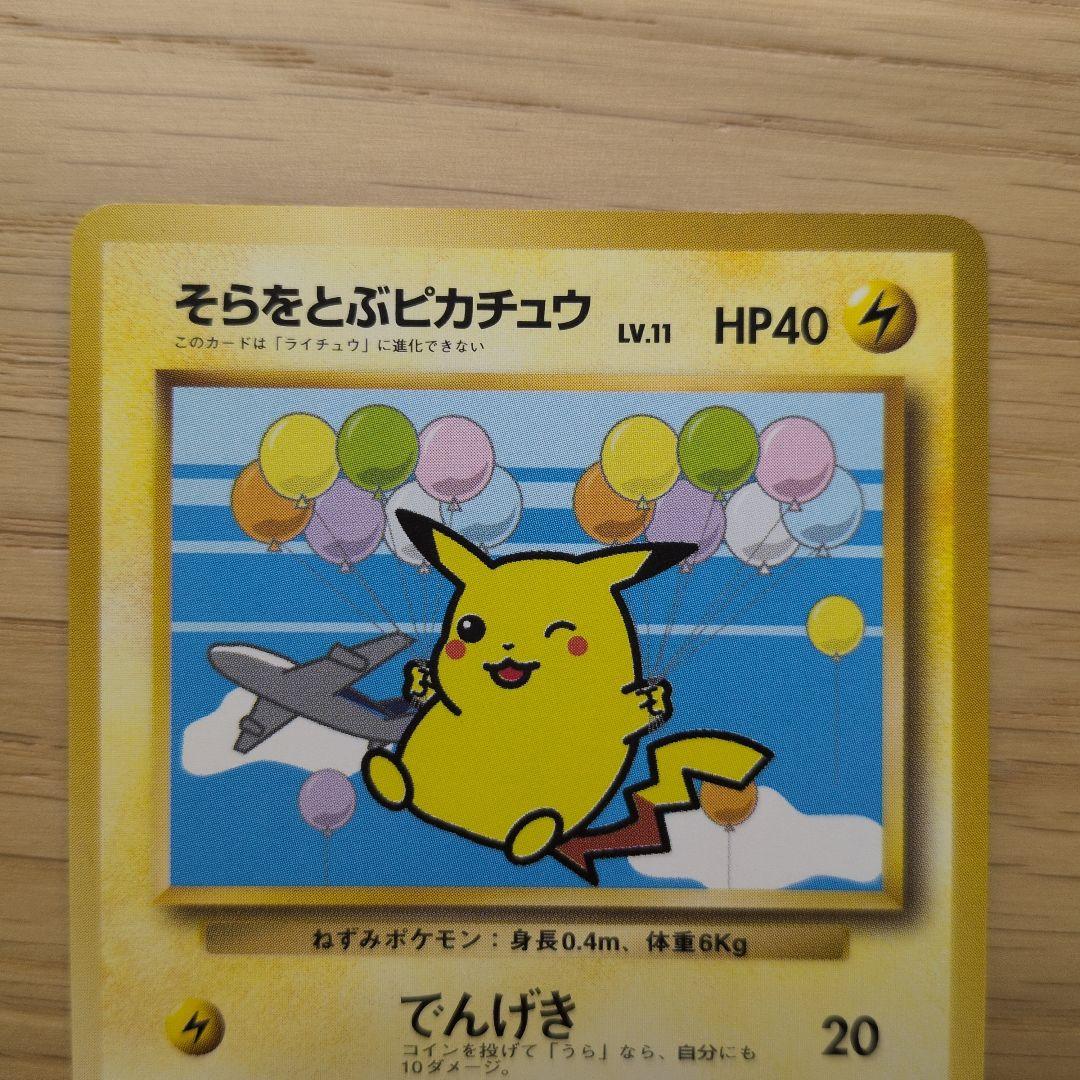 そらをとぶピカチュウ LV.11 HP40
このカードは「ライチュウ」に進化できない
ねずみポケモン：身長0.4m、体重6Kg
でんげき 20
コインを投げて「うら」なら、自分にも
10ダメージ。